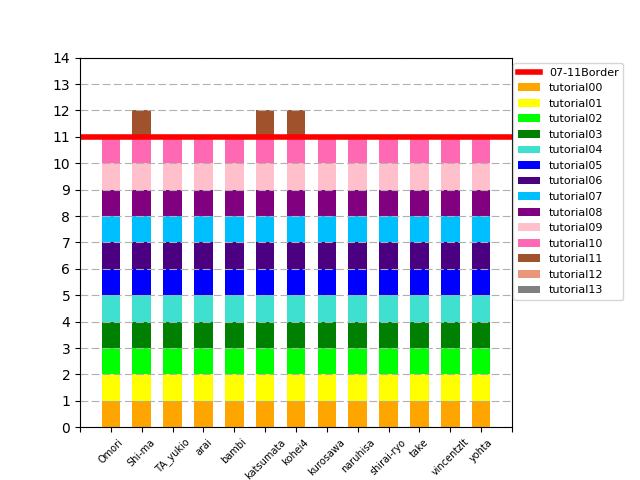 14
13
12
11
10
9
8
7
6
5
4
3
2
1
0
Omori
Shi-ma
TA_yukio
arai
bambi
katsumata
kohei4
kurosawa
naruhisa
shirai-ryo
take
vincentzlt
yohta
07-11Border
tutorial00
tutorial01
tutorial02
tutorial03
tutorial04
tutorial05
tutorial06
tutorial07
tutorial08
tutorial09
tutorial10
tutorial11
tutorial12
tutorial13